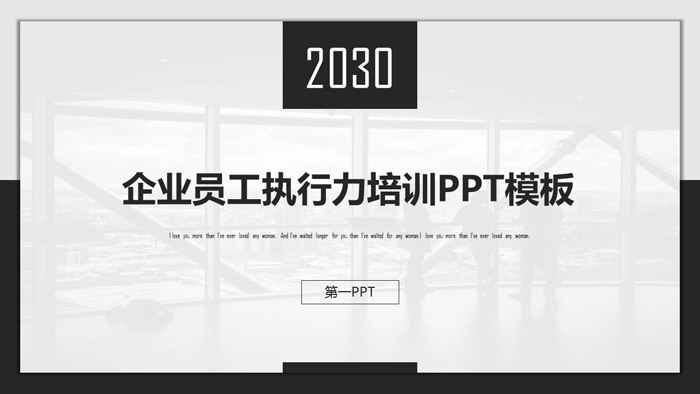 2030
企业员工执行力培训PPT模板
I love you more than I've ever loved any woman. And I've waited longer for you than I've waited for any woman.I love you more than I've ever loved any woman.
第一PPT